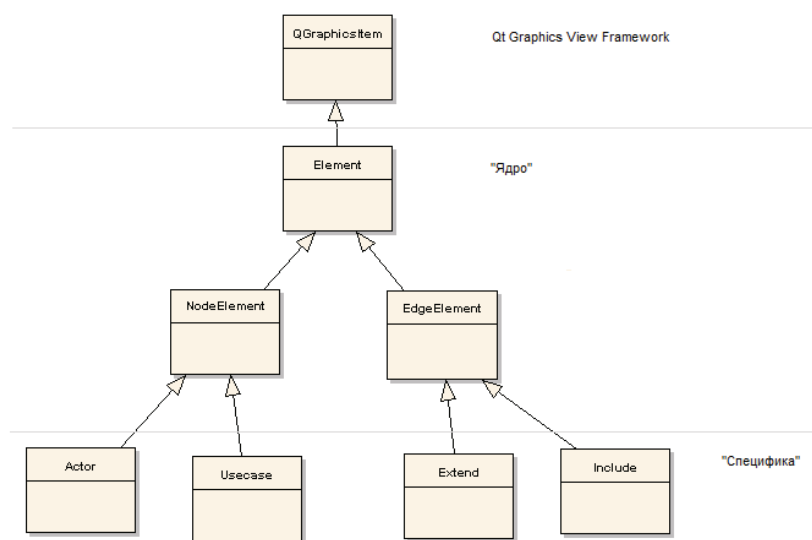 QGraphicsItem
Qt Graphics View Framework
Element
"Ядро"
NodeElement
EdgeElement
Actor
Usecase
Extend
Include
"Специфика"